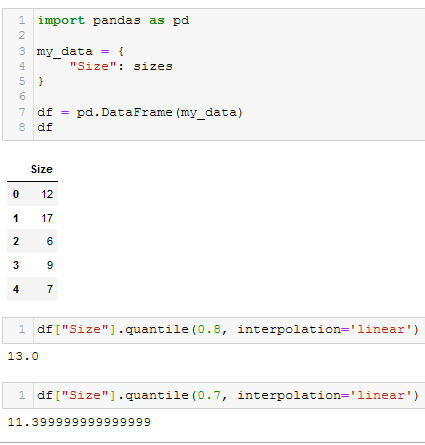 1 import pandas as pd
2
3 my_data = {
4     "Size": sizes
5 }
6
7 df = pd.DataFrame(my_data)
8 df
Size
0 12
1 17
2 6
3 9
4 7
1 df["Size"].quantile(0.8, interpolation='linear')
13.0
1 df["Size"].quantile(0.7, interpolation='linear')
11.399999999999999